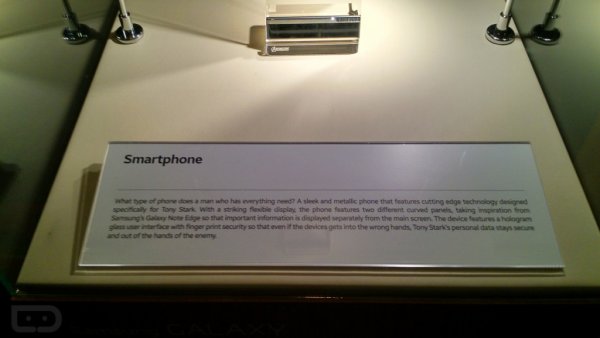 Smartphone
What type of phone does a man who has everything need? A sleek and metallic phone that features cutting edge technology designed
specifically for Tony Stark. With a striking flexible display, the phone features two different curved panels, taking inspiration from
Samsung's Galaxy Note Edge so that important information is displayed separately from the main screen. The device features a hologram
glass user interface with finger print security so that even if the devices gets into the wrong hands, Tony Stark's personal data stays secure
and out of the hands of the enemy.
Samsung GALAXY